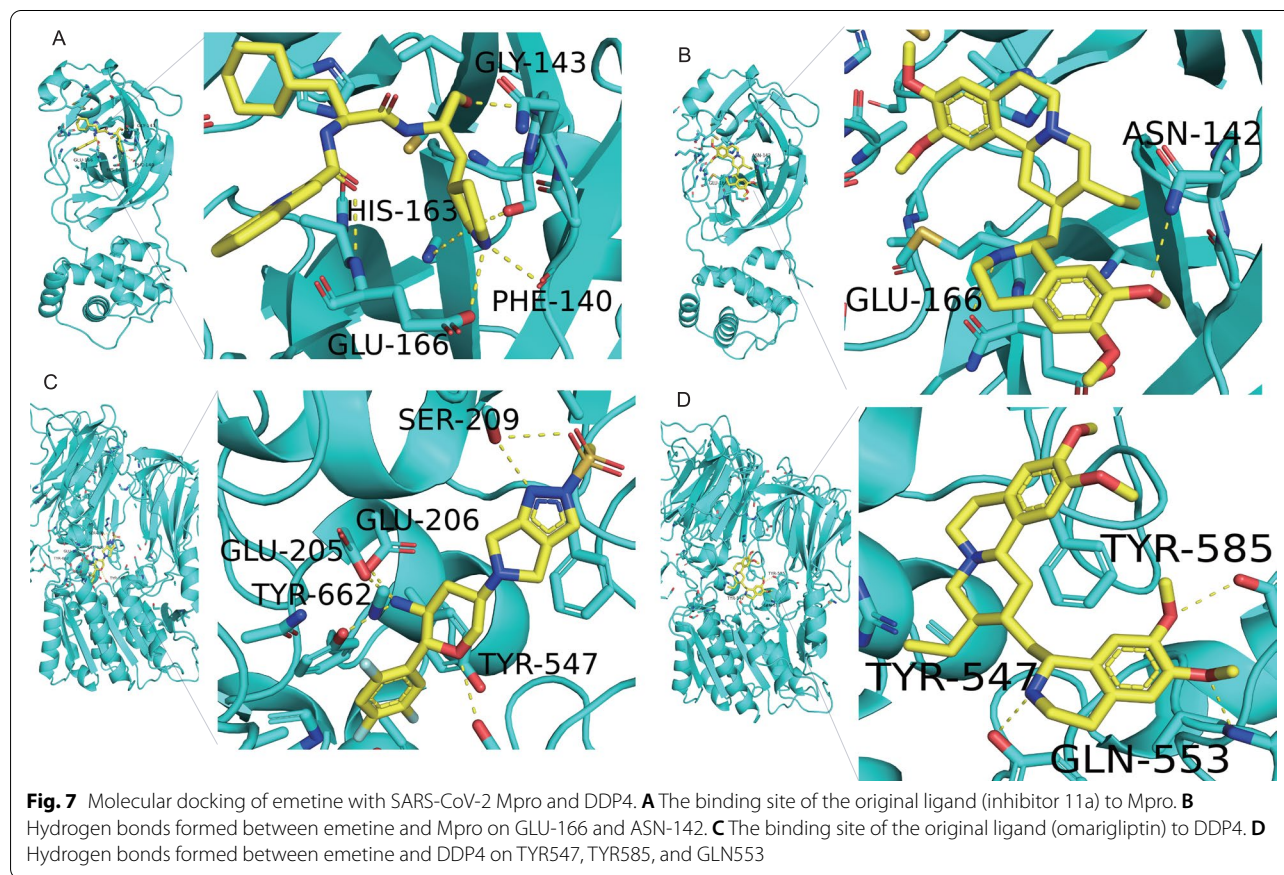 A
GLY-143
HIS-163
PHE-140
GLU-166
B
ASN-142
GLU-166
C
SER-209
GLU-206
GLU-205
TYR-662
TYR-547
D
TYR-585
TYR-547
GLN-553
Fig. 7 Molecular docking of emetine with SARS-CoV-2 Mpro and DDP4. A The binding site of the original ligand (inhibitor 11a) to Mpro. B
Hydrogen bonds formed between emetine and Mpro on GLU-166 and ASN-142. C The binding site of the original ligand (omarigliptin) to DDP4. D
Hydrogen bonds formed between emetine and DDP4 on TYR547, TYR585, and GLN553